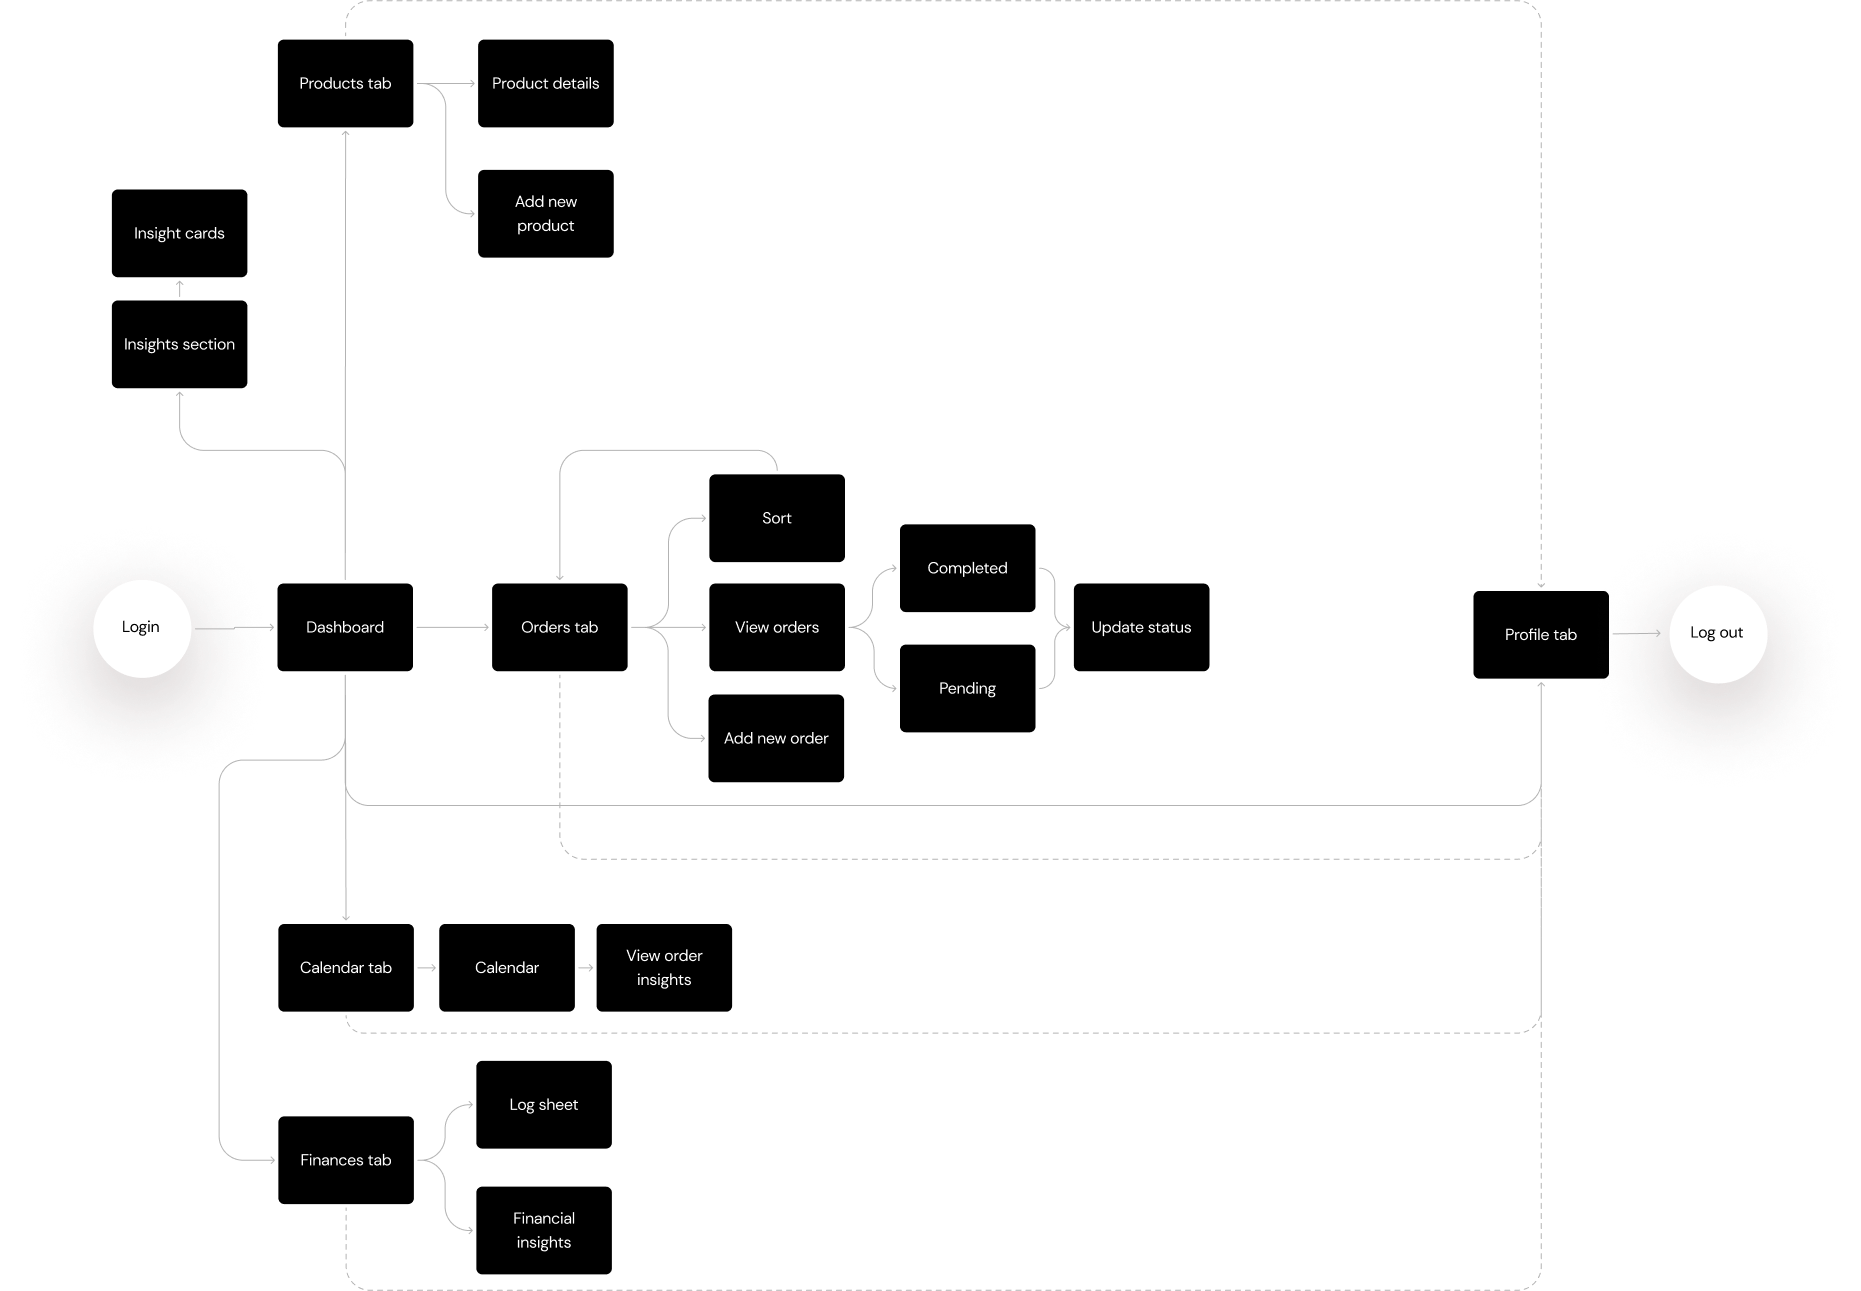 Products tab
Product details
Add new
product
Insight cards
Insights section
Sort
Completed
Login
Dashboard
Orders tab
View orders
Update status
Profile tab
Log out
Pending
Add new order
Calendar tab
Calendar
View order
insights
Log sheet
Finances tab
Financial
insights